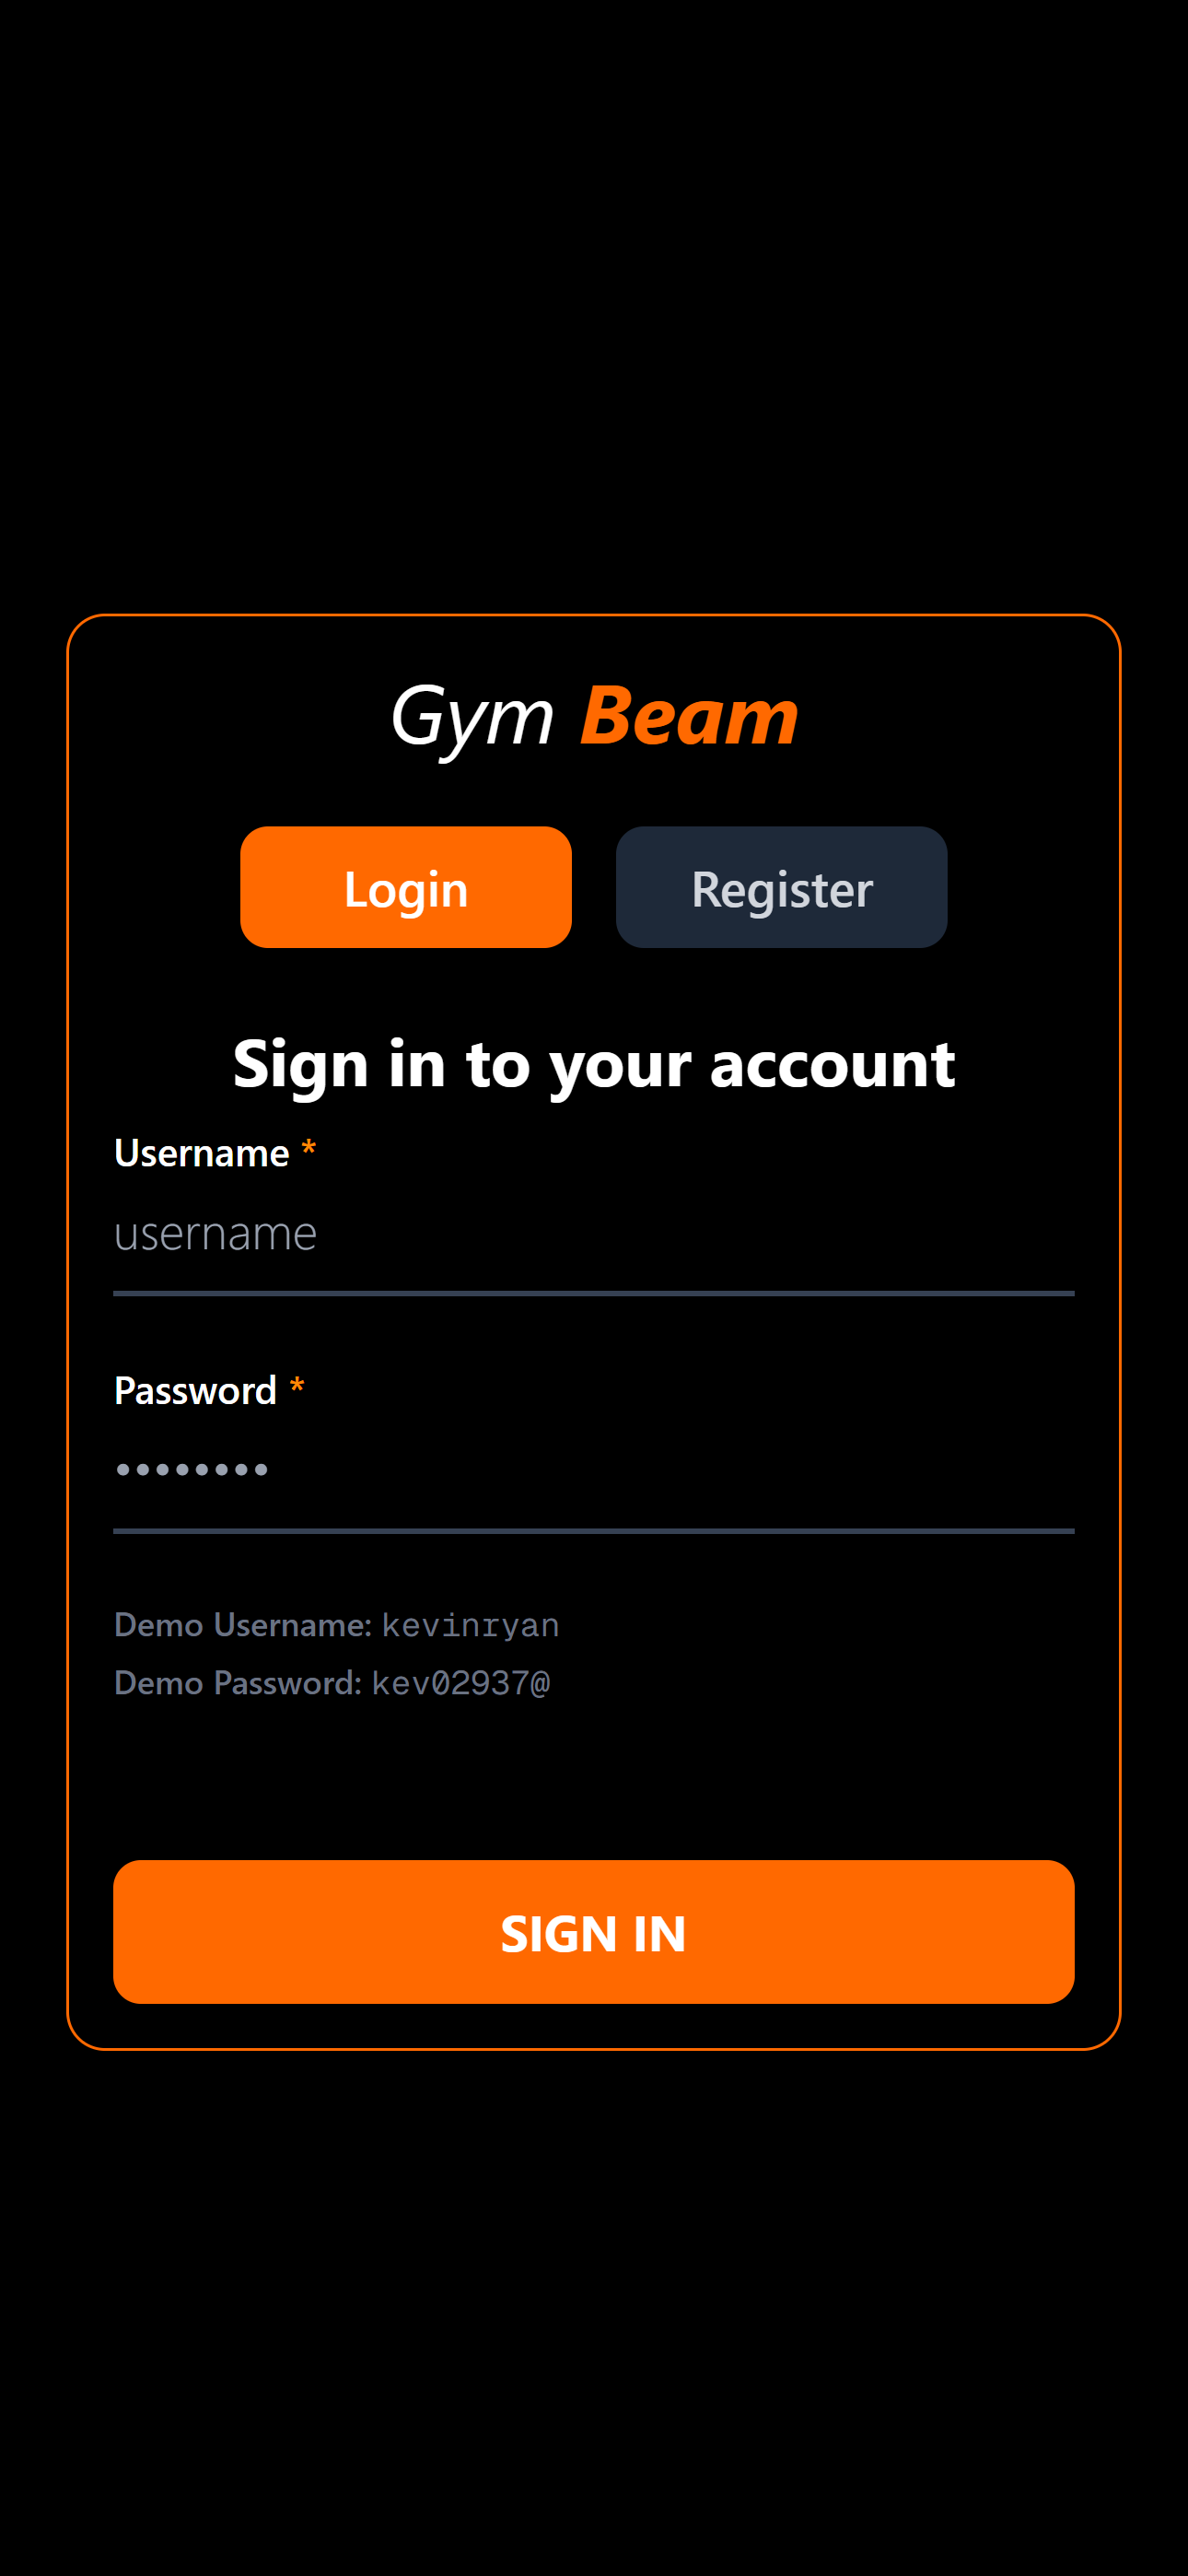 Gym Beam
Login Register
Sign in to your account
Username *
username
Password *
••••••••
Demo Username: kevinryan
Demo Password: kev02937@
SIGN IN